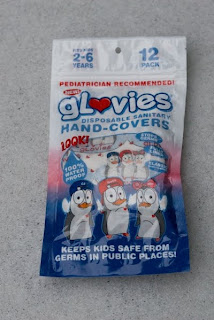 2-6
YEARS
12
PACK
PEDIATRICIAN RECOMMENDED!
glovies
DISPOSABLE SANITARY
HAND-COVERS
LOOK!
100%
WATER
PROOF
KEEPS KIDS SAFE FROM
GERMS IN PUBLIC PLACES!